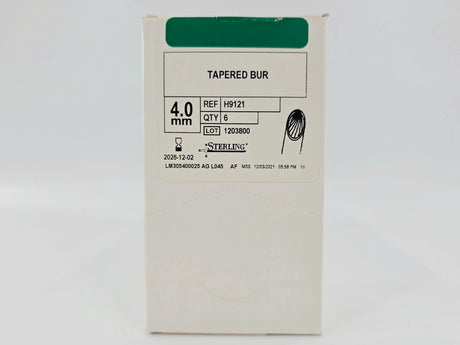 TAPERED BUR
4.0
mm
REF H9121
QTY 6
LOT 1203800
STERLING
2026-12-02
LM305400025 AG L045 AF MSS 12/03/2021 05:58 PM